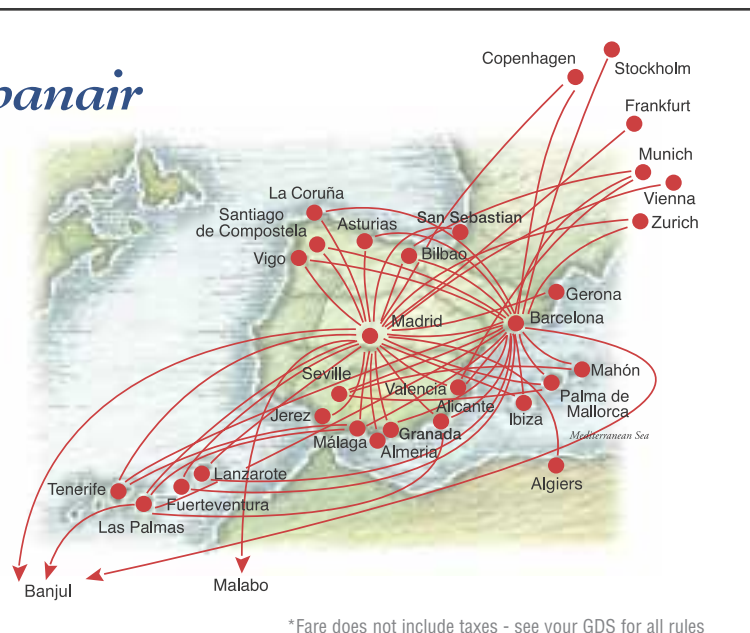 Copenhagen
Stockholm
panair
Frankfurt
Munich
Vienna
La Coruña
Santiago
de Compostela
Asturias
San Sebastian
Zurich
Vigo
Bilbao
Gerona
Madrid
Barcelona
Seville
Valencia
Mahón
Jerez
Alicante
Ibiza
Palma de
Mallorca
Málaga
Granada
Almeria
Mediterranean Sea
Tenerife
Lanzarote
Fuerteventura
Las Palmas
Algiers
Banjul
Malabo
*Fare does not include taxes - see your GDS for all rules